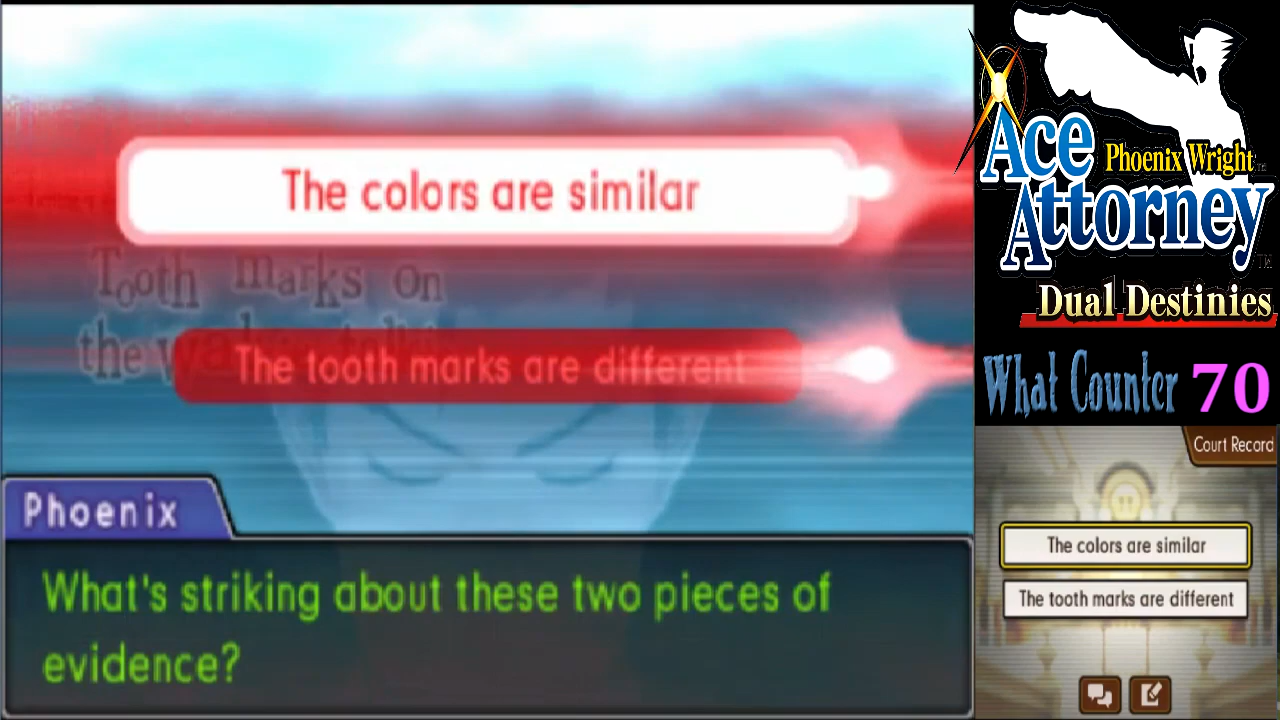 The colors are similar
Tooth marks on
the
The tooth marks are different
Phoenix
What's striking about these two pieces of
evidence?
Ace
Phoenix Wright
Attorney
Dual Destinies
What Counter 70
Court Record
The colors are similar
The tooth marks are different